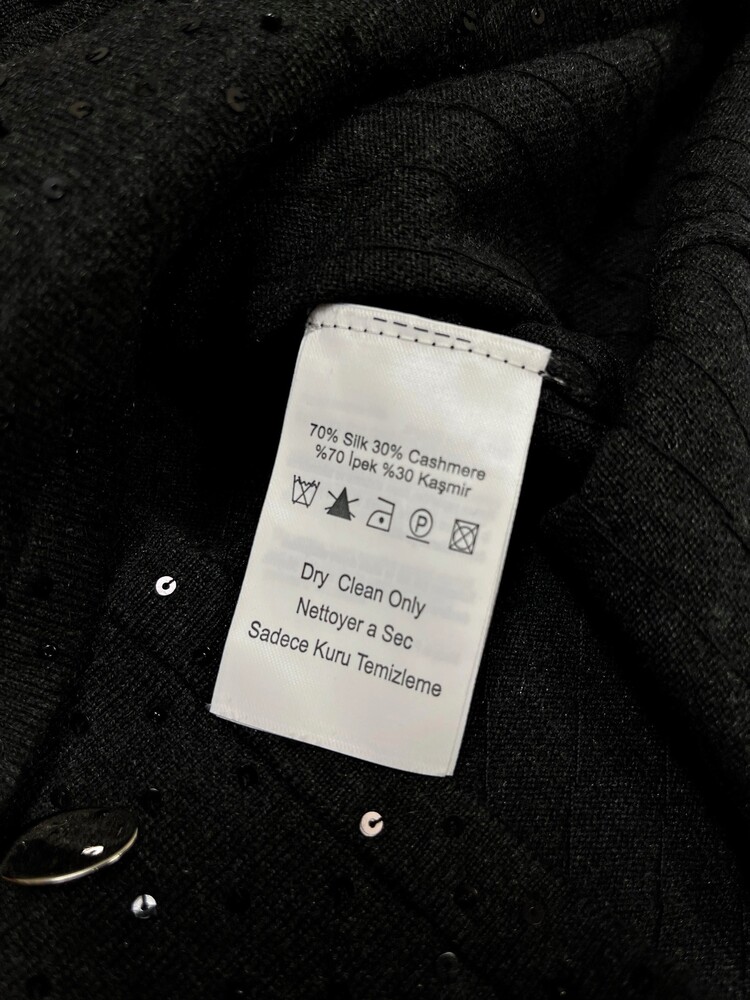 70% Silk 30% Cashmere
%70 İpek %30 Kaşmir
P
Dry Clean Only
Nettoyer a Sec
Sadece Kuru Temizleme